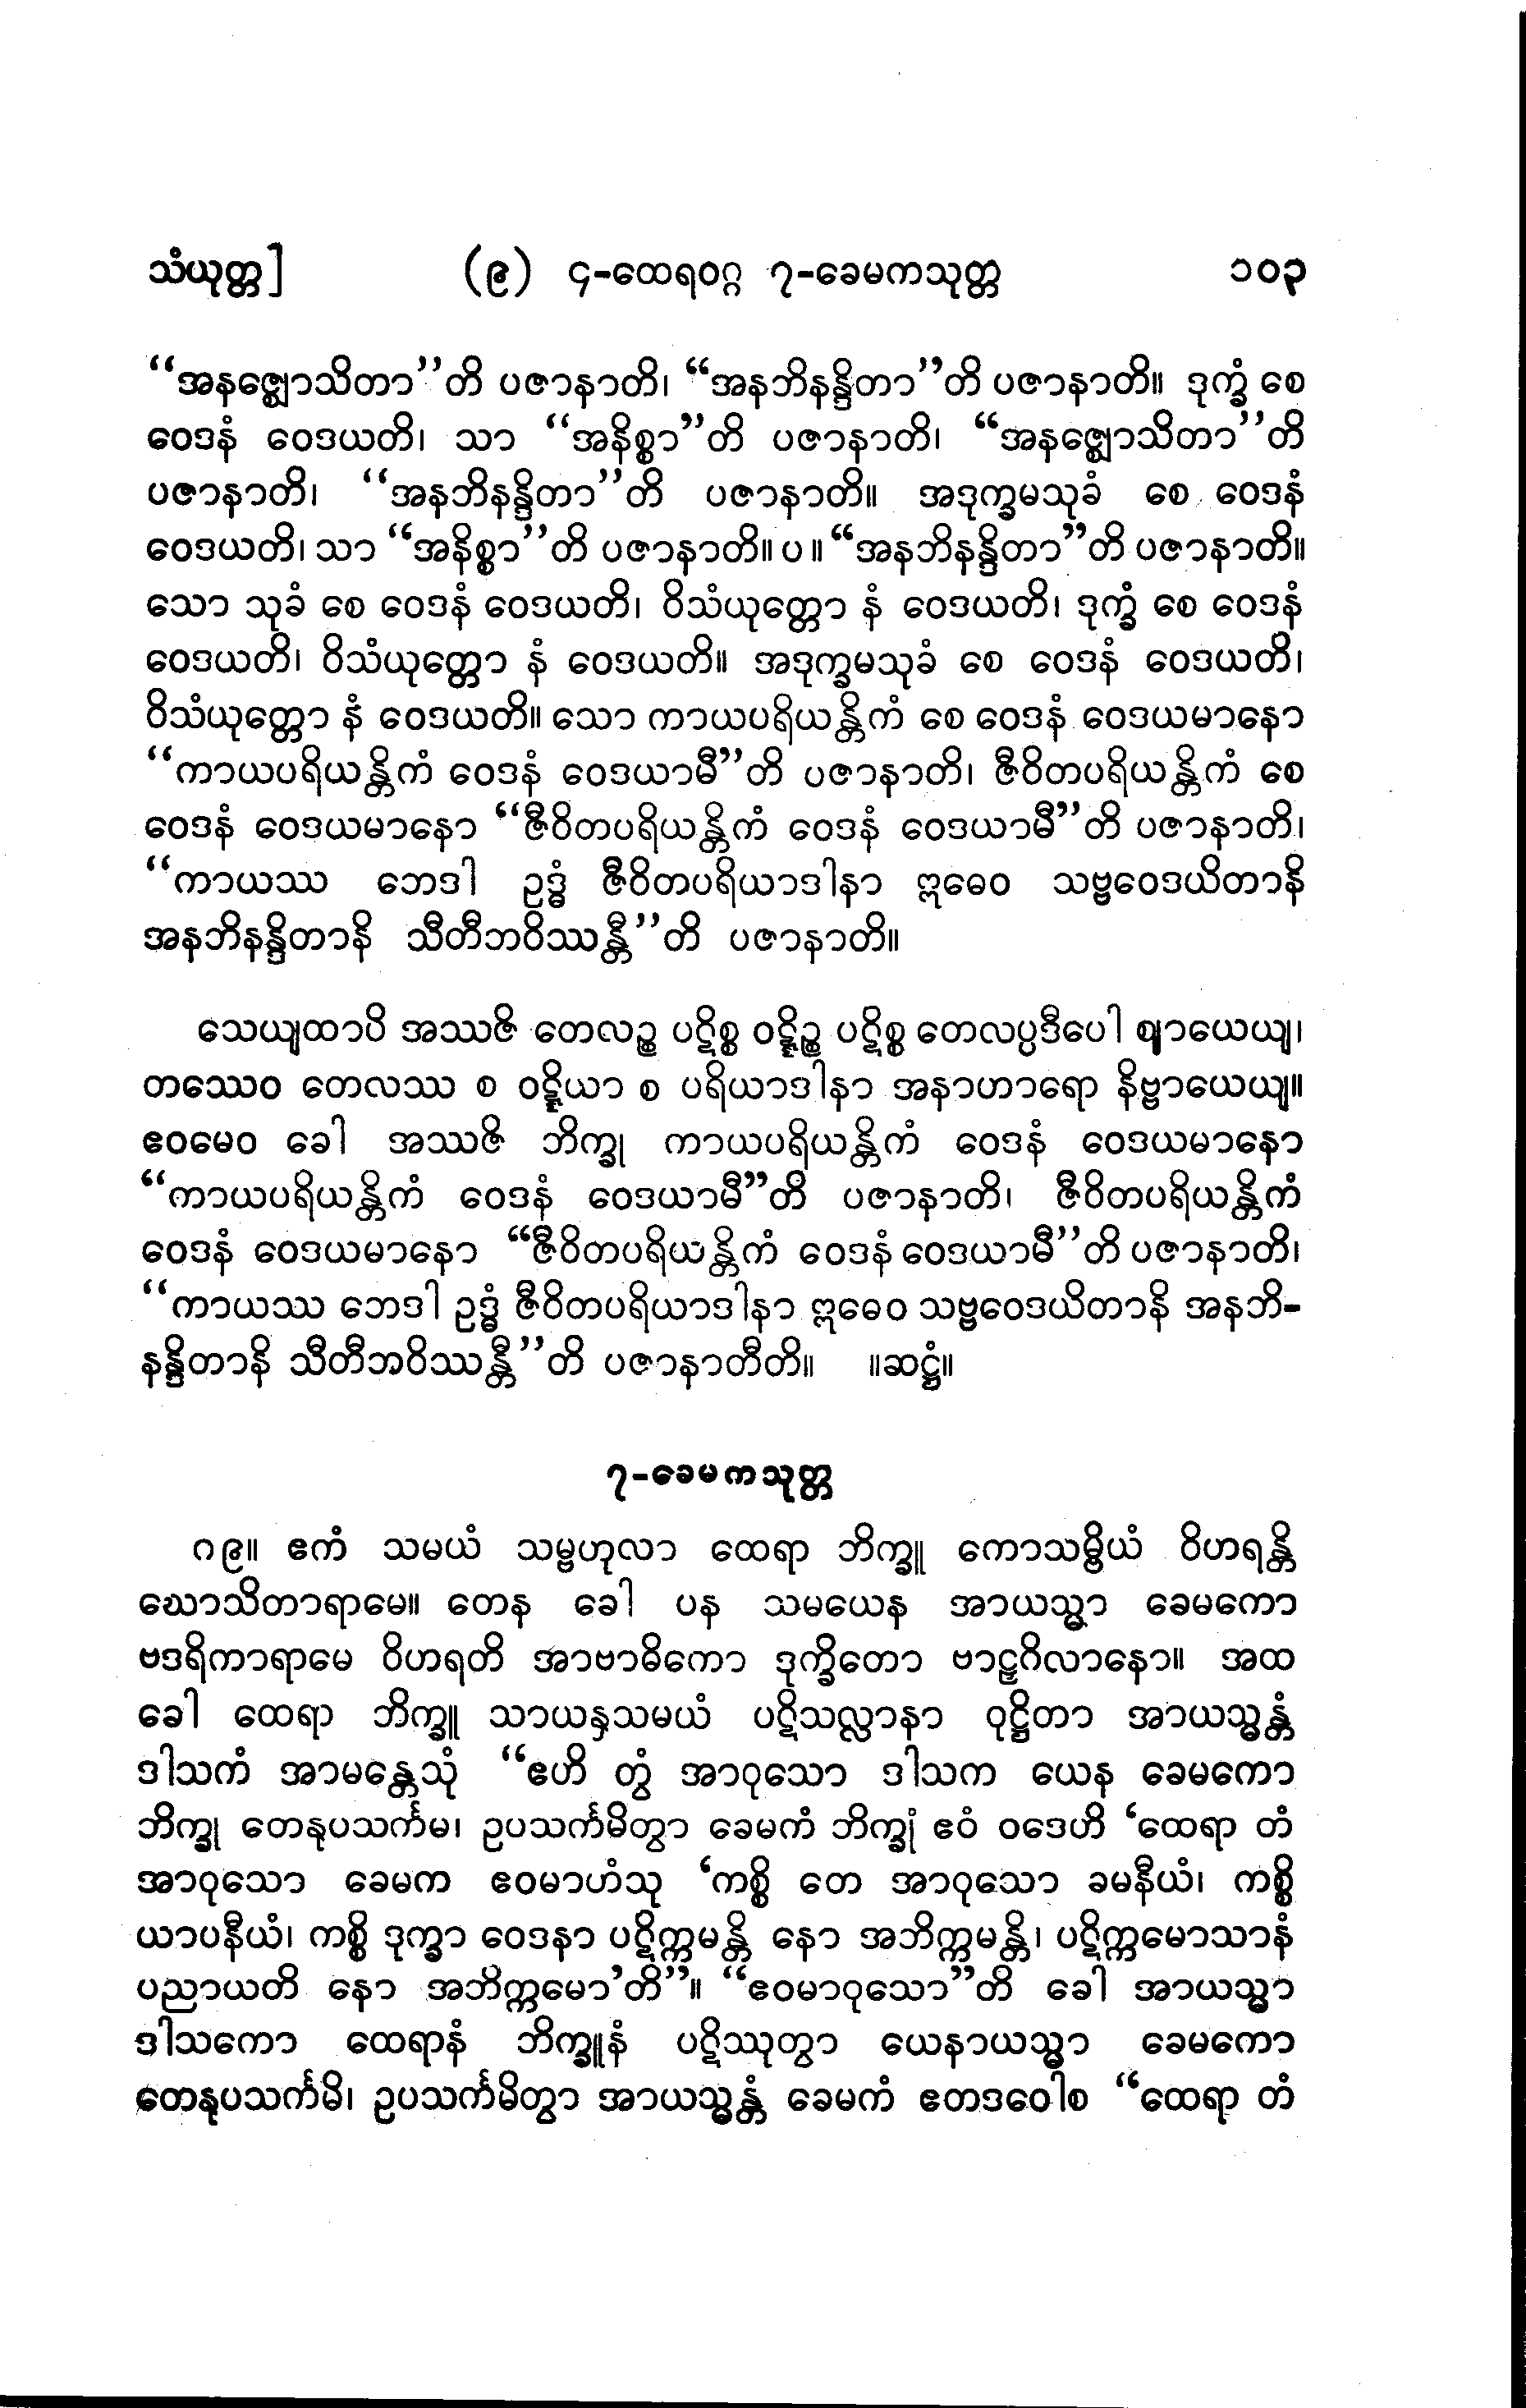 သံယုတ္တ] (၉) ၄-ထေရဝဂ္ဂ ၇-ခေမကသုတ္တ ၁၀၃
“အနဇ္ဈောသိတာ”တိ ပဇာနာတိ၊ “အနဘိနန္ဒိတာ”တိ ပဇာနာတိ။ ဒုက္ခံ စေ
ဝေဒနံ ဝေဒယတိ၊ သာ “အနိစ္စာ”တိ ပဇာနာတိ၊ “အနဇ္ဈောသိတာ”တိ
ပဇာနာတိ၊ “အနဘိနန္ဒိတာ”တိ ပဇာနာတိ။ အဒုက္ခမသုခံ စေ ဝေဒနံ
ဝေဒယတိ၊ သာ “အနိစ္စာ”တိ ပဇာနာတိ။ ပ ။ “အနဘိနန္ဒိတာ”တိ ပဇာနာတိ။
သော သုခံ စေ ဝေဒနံ ဝေဒယတိ၊ ဝိသံယုတ္တော နံ ဝေဒယတိ၊ ဒုက္ခံ စေ ဝေဒနံ
ဝေဒယတိ၊ ဝိသံယုတ္တော နံ ဝေဒယတိ။ အဒုက္ခမသုခံ စေ ဝေဒနံ ဝေဒယတိ၊
ဝိသံယုတ္တော နံ ဝေဒယတိ။ သော ကာယပရိယန္တိကံ စေ ဝေဒနံ ဝေဒယမာနော
“ကာယပရိယန္တိကံ ဝေဒနံ ဝေဒယာမီ”တိ ပဇာနာတိ၊ ဇီဝိတပရိယန္တိကံ စေ
ဝေဒနံ ဝေဒယမာနော “ဇီဝိတပရိယန္တိကံ ဝေဒနံ ဝေဒယာမီ”တိ ပဇာနာတိ၊
“ကာယဿ ဘေဒါ ဥဒ္ဓံ ဇီဝိတပရိယာဒါနာ ဣဓေဝ သဗ္ဗဝေဒယိတာနိ
အနဘိနန္ဒိတာနိ သီတီဘဝိဿန္တီ”တိ ပဇာနာတိ။
သေယျထာပိ အဿဇိ တေလဉ္စ ပဋိစ္စ ဝဋ္ဋိဉ္စ ပဋိစ္စ တေလပ္ပဒီပေါ ဈာယေယျ၊
တဿေဝ တေလဿ စ ဝဋ္ဋိယာ စ ပရိယာဒါနာ အနာဟာရော နိဗ္ဗာယေယျ။
ဧဝမေဝ ခေါ အဿဇိ ဘိက္ခု ကာယပရိယန္တိကံ ဝေဒနံ ဝေဒယမာနော
“ကာယပရိယန္တိကံ ဝေဒနံ ဝေဒယာမီ”တိ ပဇာနာတိ၊ ဇီဝိတပရိယန္တိကံ
ဝေဒနံ ဝေဒယမာနော “ဇီဝိတပရိယန္တိကံ ဝေဒနံ ဝေဒယာမီ”တိ ပဇာနာတိ၊
“ကာယဿ ဘေဒါ ဥဒ္ဓံ ဇီဝိတပရိယာဒါနာ ဣဓေဝ သဗ္ဗဝေဒယိတာနိ အနဘိ-
နန္ဒိတာနိ သီတီဘဝိဿန္တီ”တိ ပဇာနာတီတိ။ ။ဆဋ္ဌံ။
၇-ခေမကသုတ္တ
၈၉။ ဧကံ သမယံ သမ္ဗဟုလာ ထေရာ ဘိက္ခူ ကောသမ္ဗိယံ ဝိဟရန္တိ
ဃောသိတာရာမေ။ တေန ခေါ ပန သမယေန အာယသ္မာ ခေမကော
ဗဒရိကာရာမေ ဝိဟရတိ အာဗာဓိကော ဒုက္ခိတော ဗာဠှဂိလာနော။ အထ
ခေါ ထေရာ ဘိက္ခူ သာယနှသမယံ ပဋိသလ္လာနာ ဝုဋ္ဌိတာ အာယသ္မန္တံ
ဒါသကံ အာမန္တေသုံ “ဧဟိ တွံ အာဝုသော ဒါသက ယေန ခေမကော
ဘိက္ခု တေနုပသင်္ကမ၊ ဥပသင်္ကမိတွာ ခေမကံ ဘိက္ခုံ ဧဝံ ဝဒေဟိ ‘ထေရာ တံ
အာဝုသော ခေမက ဧဝမာဟံသု ‘ကစ္စိ တေ အာဝုသော ခမနီယံ၊ ကစ္စိ
ယာပနီယံ၊ ကစ္စိ ဒုက္ခာ ဝေဒနာ ပဋိက္ကမန္တိ နော အဘိက္ကမန္တိ၊ ပဋိက္ကမောသာနံ
ပညာယတိ နော အဘိက္ကမော’တိ”။ “ဧဝမာဝုသော”တိ ခေါ အာယသ္မာ
ဒါသကော ထေရာနံ ဘိက္ခူနံ ပဋိဿုတွာ ယေနာယသ္မာ ခေမကော
တေနုပသင်္ကမိ၊ ဥပသင်္ကမိတွာ အာယသ္မန္တံ ခေမကံ ဧတဒဝေါစ “ထေရာ တံ